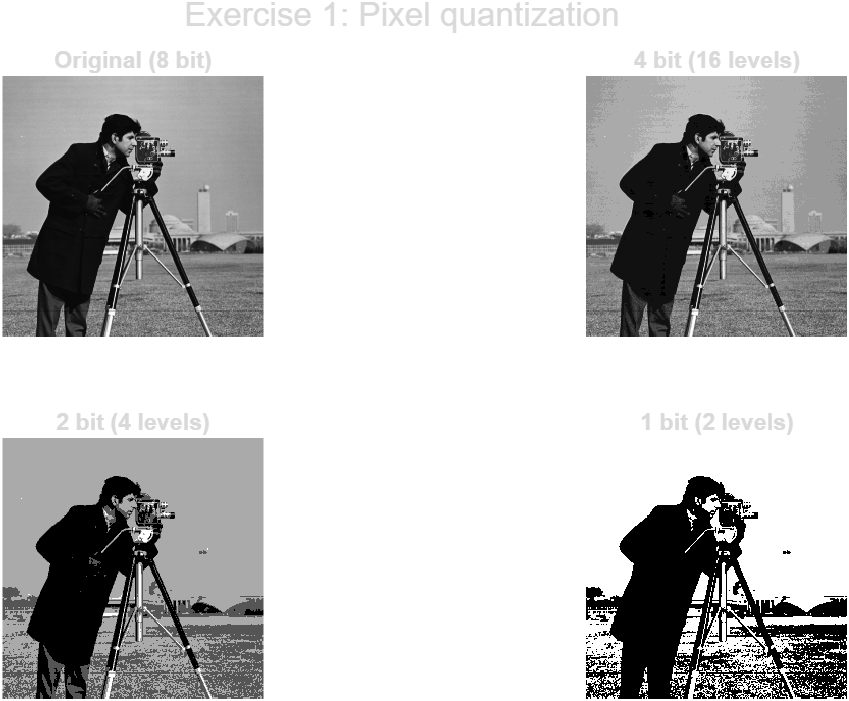 Exercise 1: Pixel quantization
Original (8 bit)
4 bit (16 levels)
2 bit (4 levels)
1 bit (2 levels)